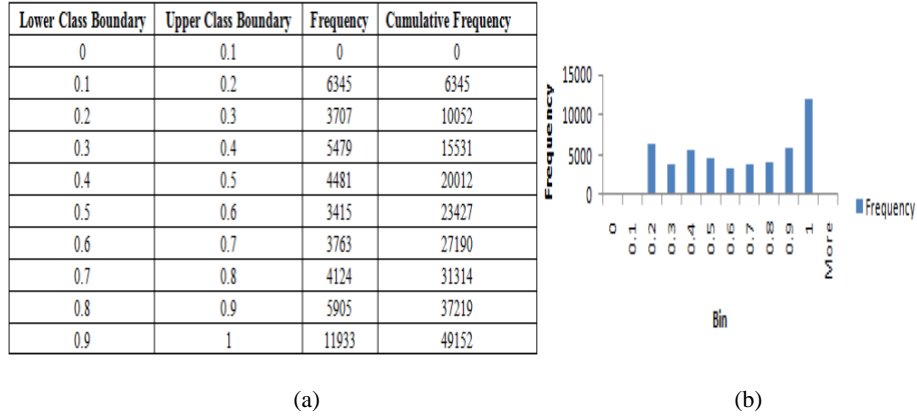 Lower Class Boundary Upper Class Boundary Frequency Cumulative Frequency
0 0.1 0 0
0.1 0.2 6345 6345
0.2 0.3 3707 10052
0.3 0.4 5479 15531
0.4 0.5 4481 20012
0.5 0.6 3415 23427
0.6 0.7 3763 27190
0.7 0.8 4124 31314
0.8 0.9 5905 37219
0.9 1 11933 49152
(a)
Frequency
15000
10000
5000
0
0 0.1 0.2 0.3 0.4 0.5 0.6 0.7 0.8 0.9 1 More
Bin
Frequency
(b)